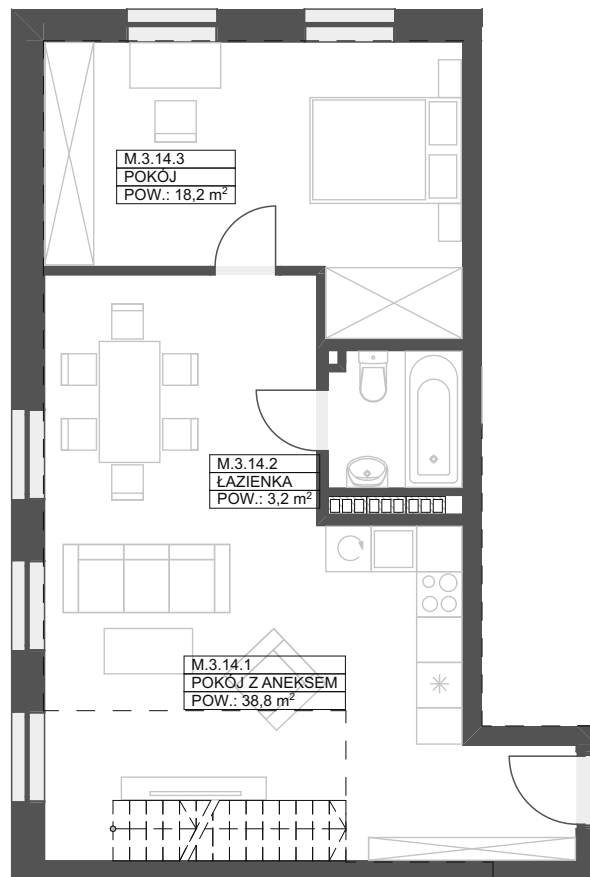 M.3.14.3
POKÓJ
POW.: 18,2 m²
M.3.14.2
ŁAZIENKA
POW.: 3,2 m²
M.3.14.1
POKÓJ Z ANEKSEM
POW.: 38,8 m²